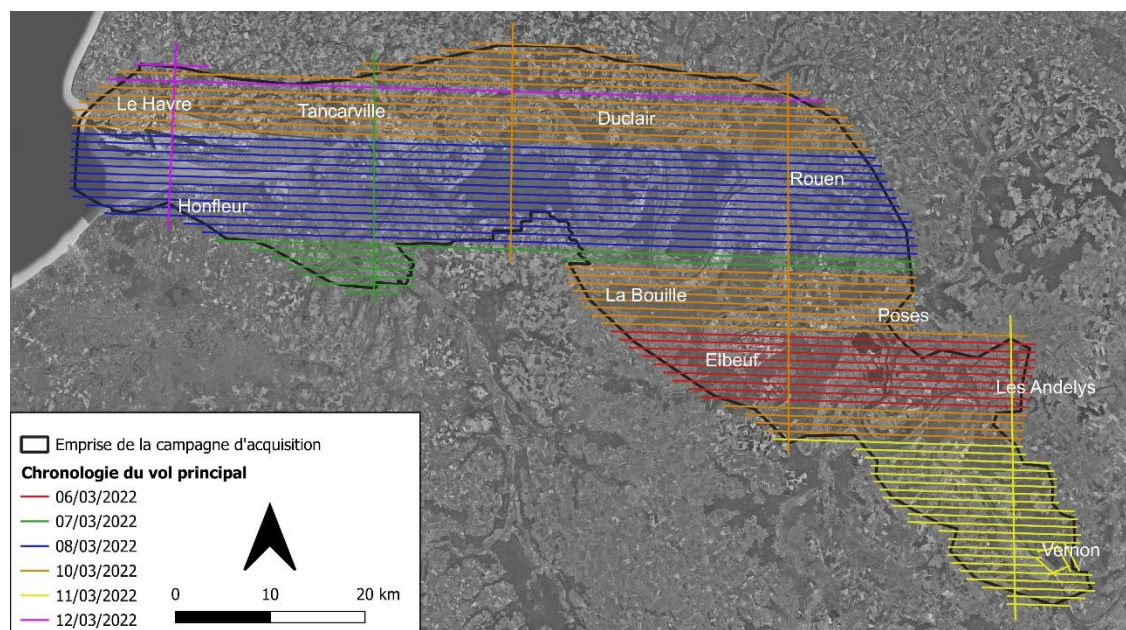 Le Havre
Tancarville
Duclair
Rouen
Honfleur
La Bouille
Poses
Elbeuf
Les Andelys
Vernon
Emprise de la campagne d'acquisition
Chronologie du vol principal
06/03/2022
07/03/2022
08/03/2022
10/03/2022
11/03/2022
12/03/2022
0 10 20 km